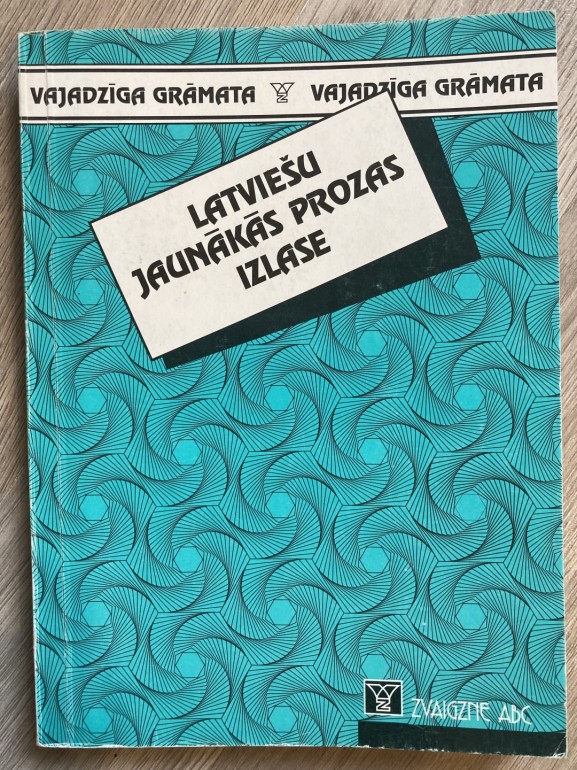 VAJADZĪGA GRĀMATA VAJADZĪGA GRĀMATA
LATVIEŠU
JAUNĀKĀS PROZAS
IZLASE
ZVAIGZNE ABC